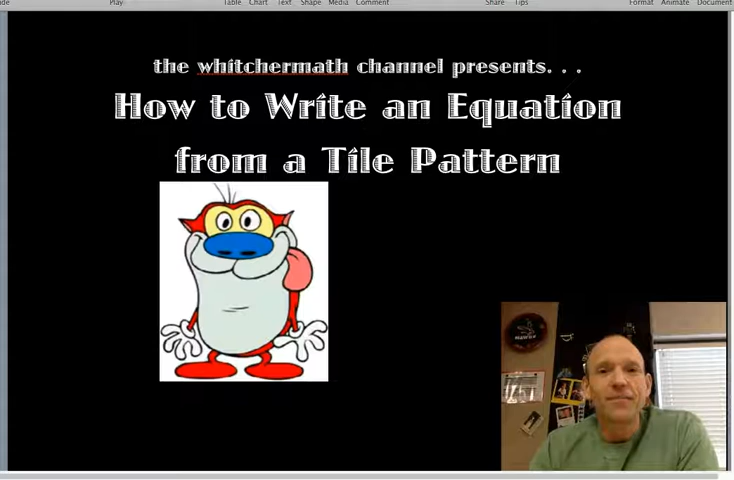 Play Table Chart Text Shape Media Comment Share Tips Format Animate Document
the whitchermath channel presents. . .
How to Write an Equation
from a Tile Pattern